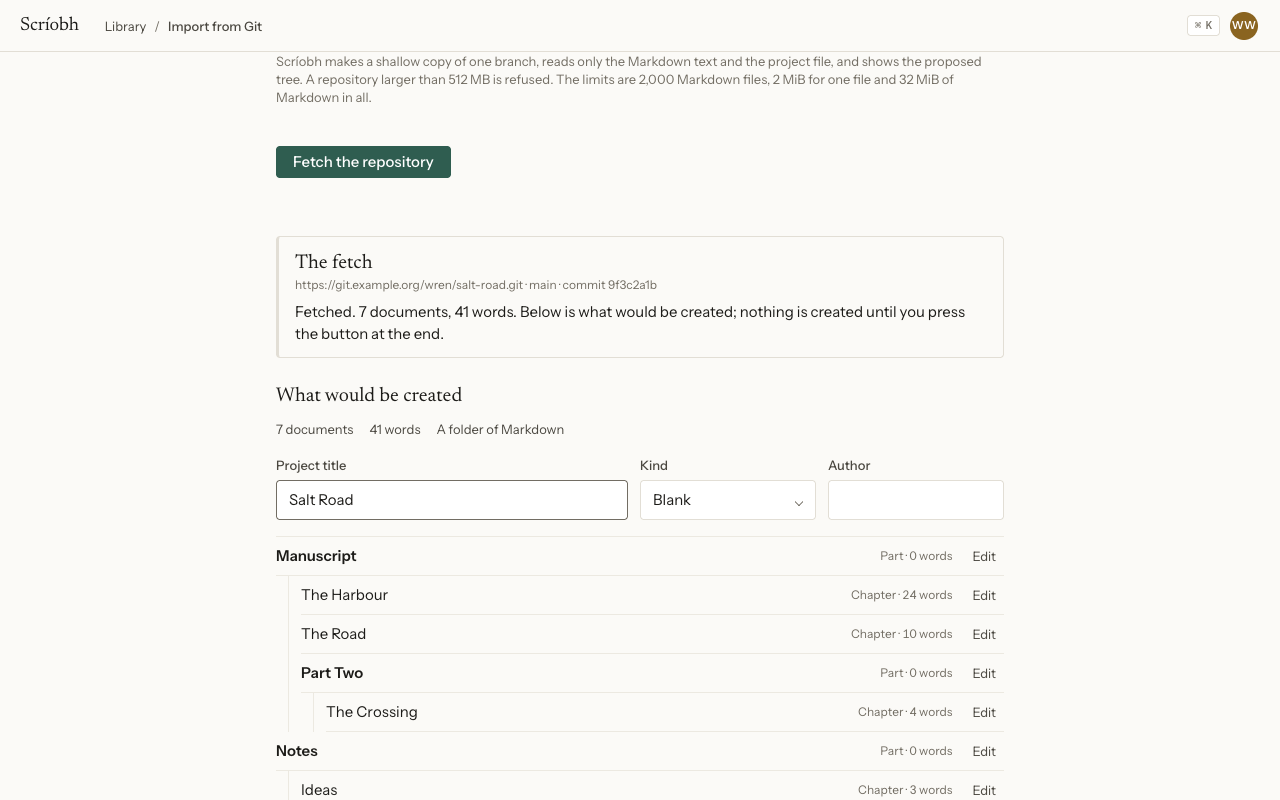 Scríobh
Library / Import from Git
⌘ K
WW
Scríobh makes a shallow copy of one branch, reads only the Markdown text and the project file, and shows the proposed
tree. A repository larger than 512 MB is refused. The limits are 2,000 Markdown files, 2 MiB for one file and 32 MiB of
Markdown in all.
Fetch the repository
The fetch
https://git.example.org/wren/salt-road.git · main · commit 9f3c2a1b
Fetched. 7 documents, 41 words. Below is what would be created; nothing is created until you press
the button at the end.
What would be created
7 documents 41 words A folder of Markdown
Project title Kind Author
Salt Road Blank
Manuscript Part · 0 words Edit
The Harbour Chapter · 24 words Edit
The Road Chapter · 10 words Edit
Part Two Part · 0 words Edit
The Crossing Chapter · 4 words Edit
Notes Part · 0 words Edit
Ideas Chapter · 3 words Edit